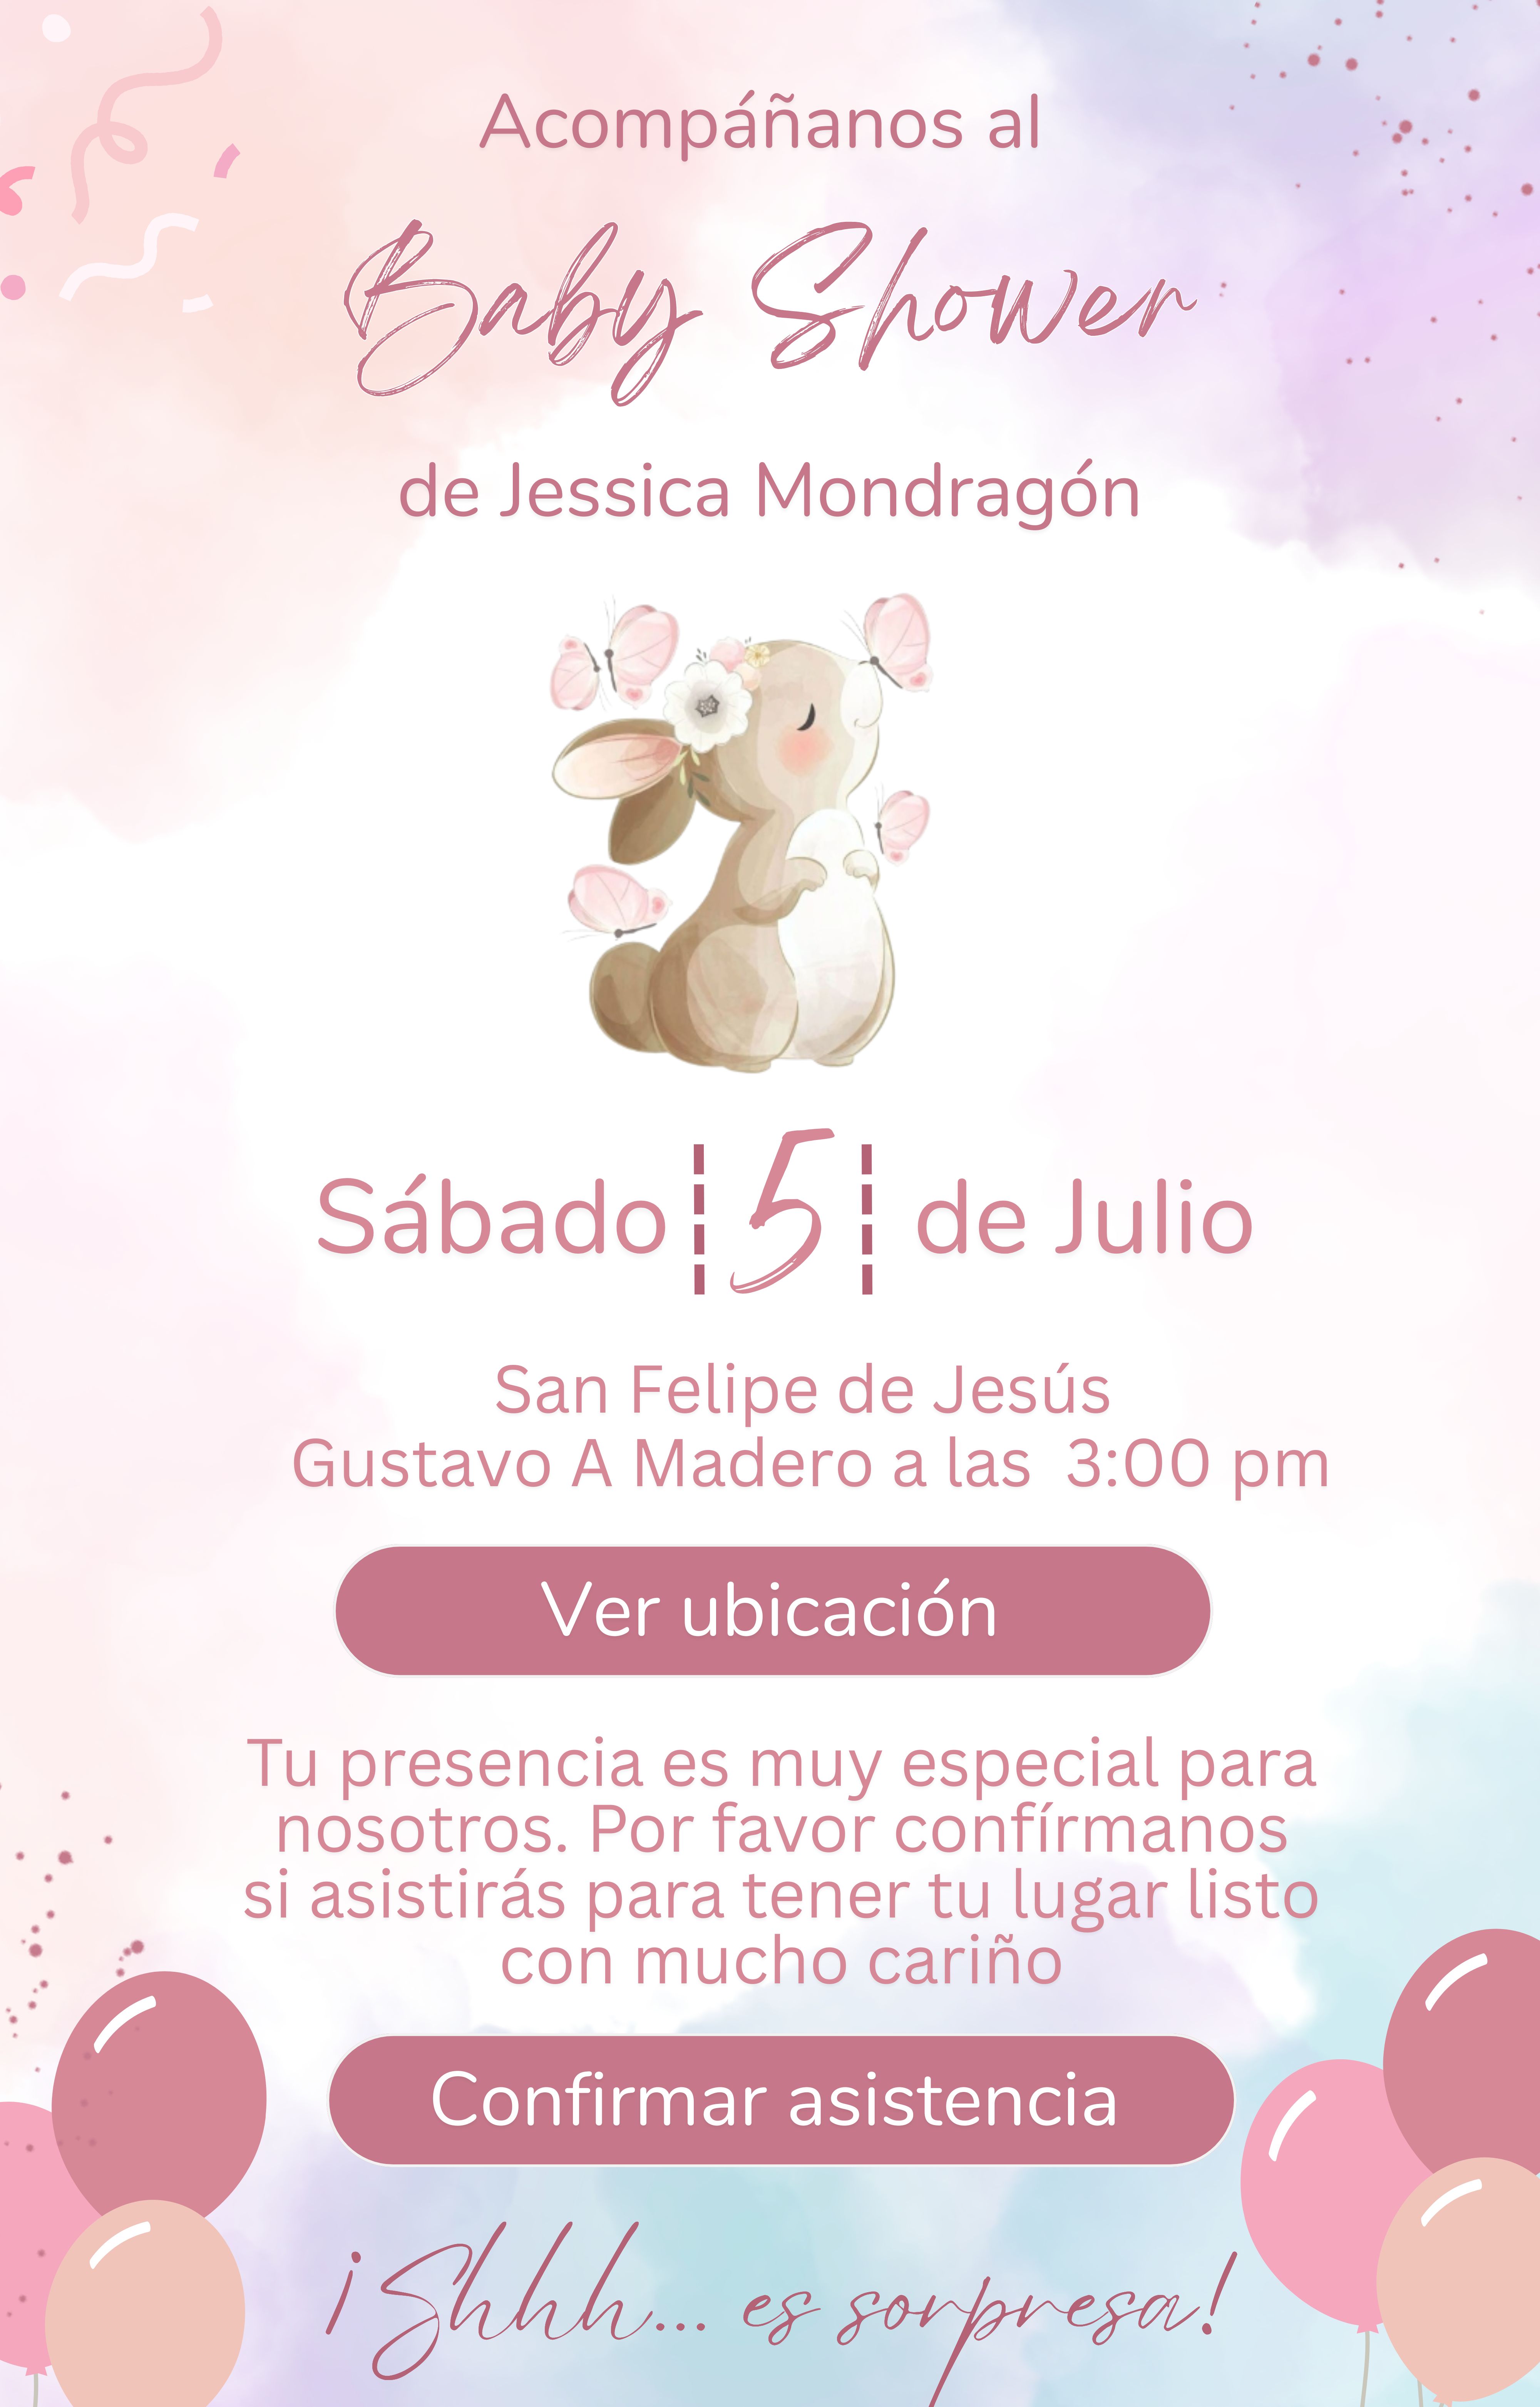 Acompáñanos al
Baby Shower
de Jessica Mondragón
Sábado 5 de Julio
San Felipe de Jesús
Gustavo A Madero a las 3:00 pm
Ver ubicación
Tu presencia es muy especial para
nosotros. Por favor confírmanos
si asistirás para tener tu lugar listo
con mucho cariño
Confirmar asistencia
¡Shhh... es sorpresa!